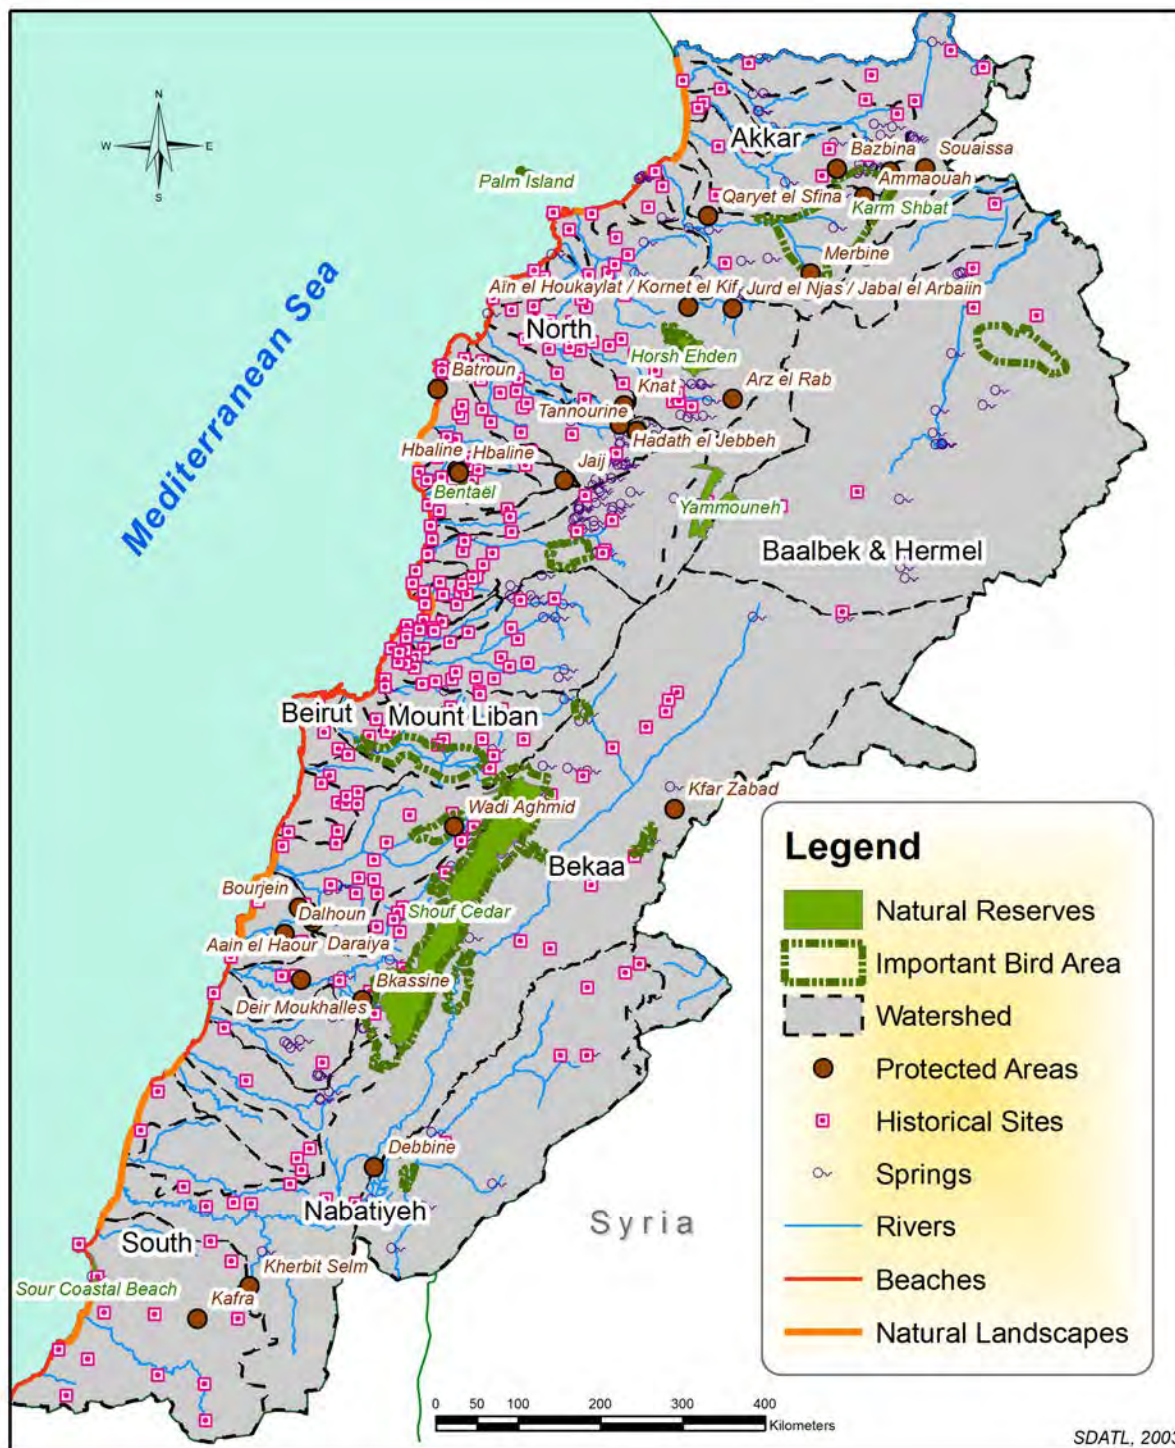 N
W E
S
Akkar
Bazbina
Souaissa
Ammaouah
Palm Island
Qaryet el Sfina
Karm Shbat
Merbine
Aïn el Houkaylat / Kornet el Kif
Jurd el Njas / Jabal el Arbaiin
North
Horsh Ehden
Batroun
Knat
Arz el Rab
Tannourine
Hadath el Jebbeh
Hbaline
Hbaline
Jaij
Bentael
Yammouneh
Mediterranean Sea
Baalbek & Hermel
Beirut
Mount Liban
Kfar Zabad
Wadi Aghmid
Bekaa
Bourjein
Dalhoun
Shouf Cedar
Aain el Haour
Daraiya
Bkassine
Deir Moukhalles
Debbine
Nabatiyeh
Syria
South
Kherbit Selm
Sour Coastal Beach
Kafra
Legend
Natural Reserves
Important Bird Area
Watershed
Protected Areas
Historical Sites
Springs
Rivers
Beaches
Natural Landscapes
0 50 100 200 300 400
Kilometers
SDATL, 2003